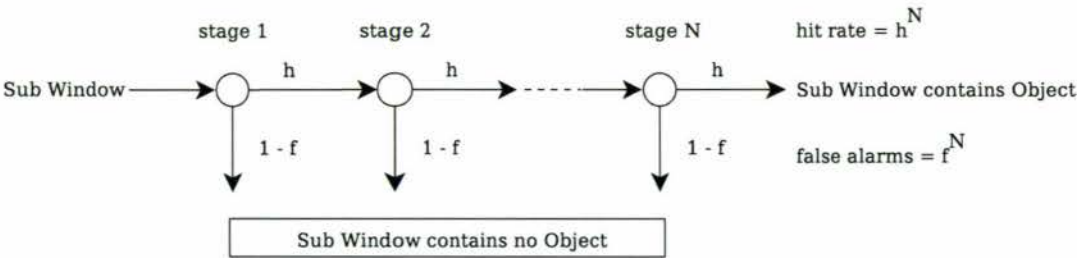 stage 1
stage 2
stage N
hit rate = h^N
h
h
h
Sub Window
Sub Window contains Object
1 - f
1 - f
1 - f
false alarms = f^N
Sub Window contains no Object